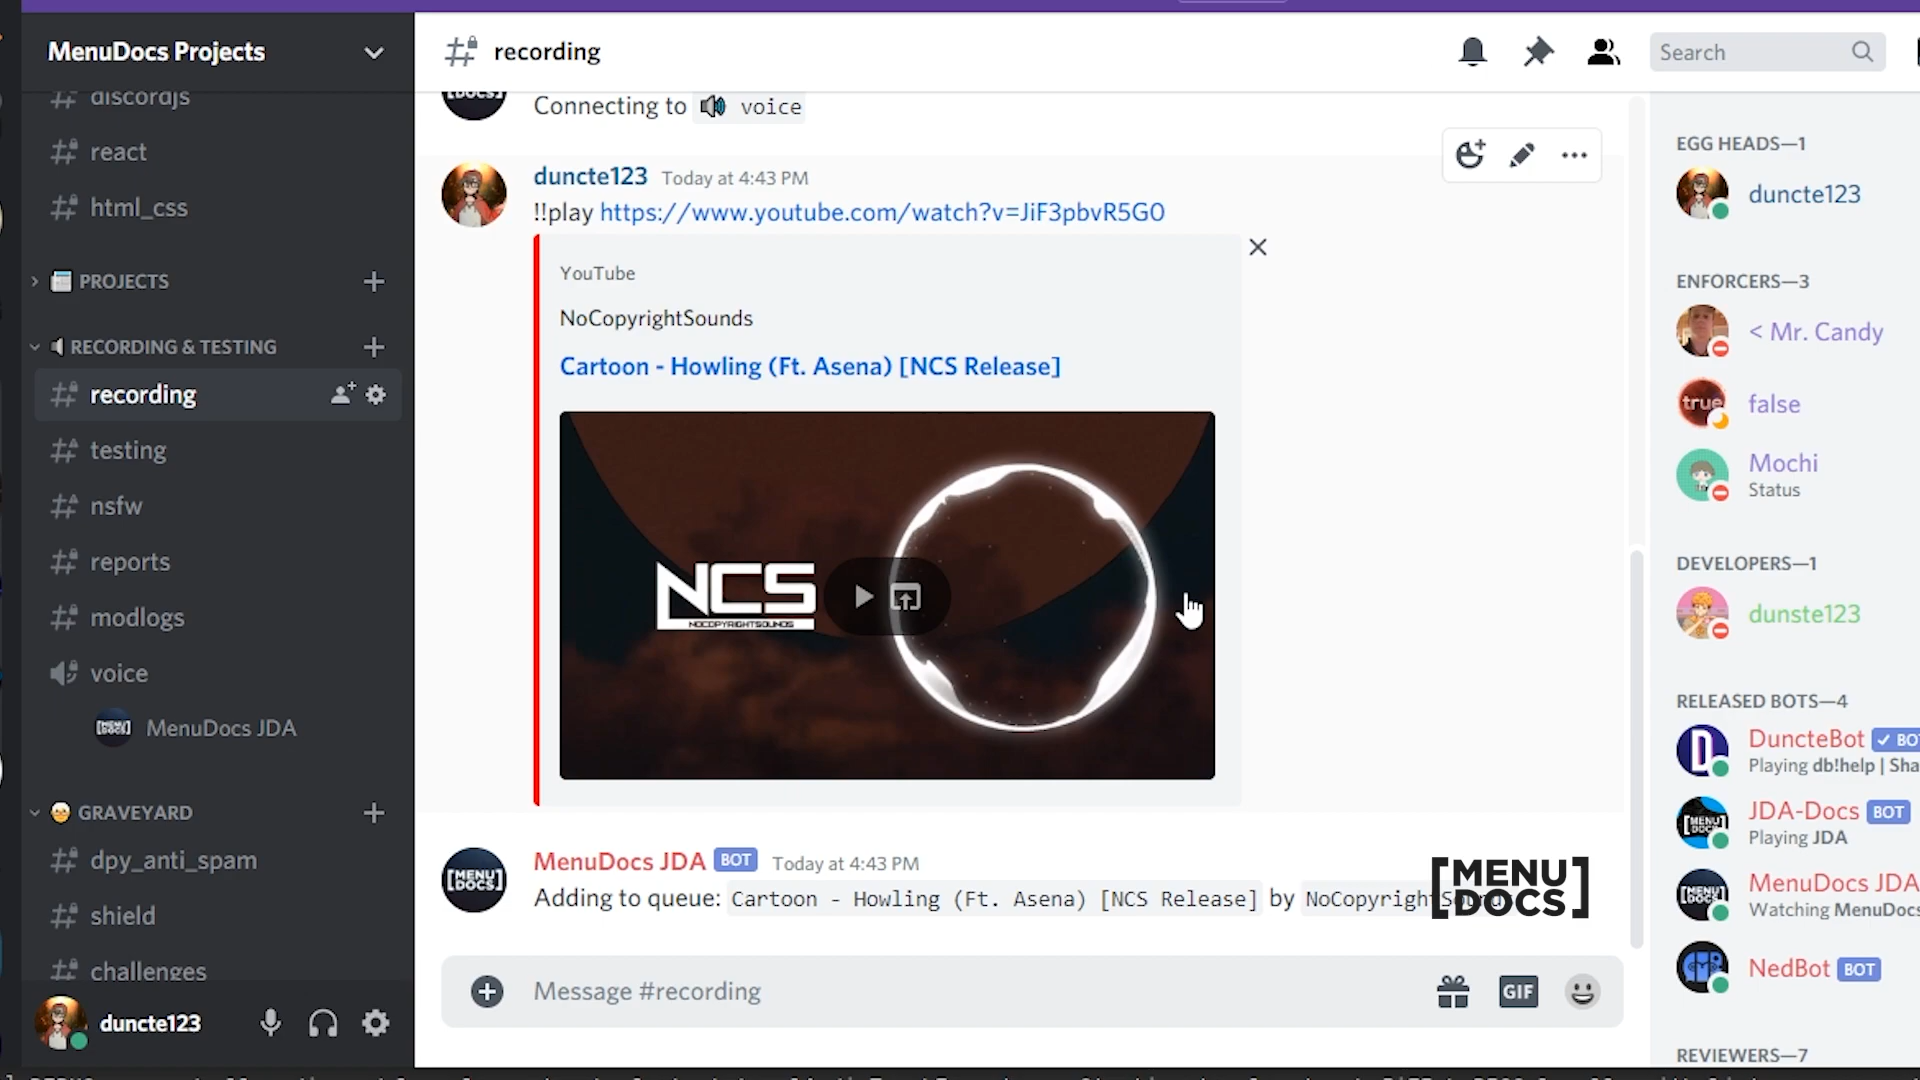 MenuDocs Projects
discordjs
react
html_css
PROJECTS
RECORDING & TESTING
recording
testing
nsfw
reports
modlogs
voice
MenuDocs JDA
GRAVEYARD
dpy_anti_spam
shield
challenges
duncte123
recording
Search
Connecting to voice
duncte123 Today at 4:43 PM
!!play https://www.youtube.com/watch?v=JiF3pbvR5G0
YouTube
NoCopyrightSounds
Cartoon - Howling (Ft. Asena) [NCS Release]
NCS
NOCOPYRIGHTSOUNDS
MenuDocs JDA BOT Today at 4:43 PM
Adding to queue: Cartoon - Howling (Ft. Asena) [NCS Release] by
[MENU
DOCS]
Message #recording
GIF
EGG HEADS—1
duncte123
ENFORCERS—3
< Mr. Candy
true
false
Mochi
Status
DEVELOPERS—1
dunste123
RELEASED BOTS—4
DuncteBot
Playing db!help |
JDA-Docs BOT
Playing JDA
MenuDocs JDA
Watching MenuDocs
NedBot BOT
REVIEWERS—7